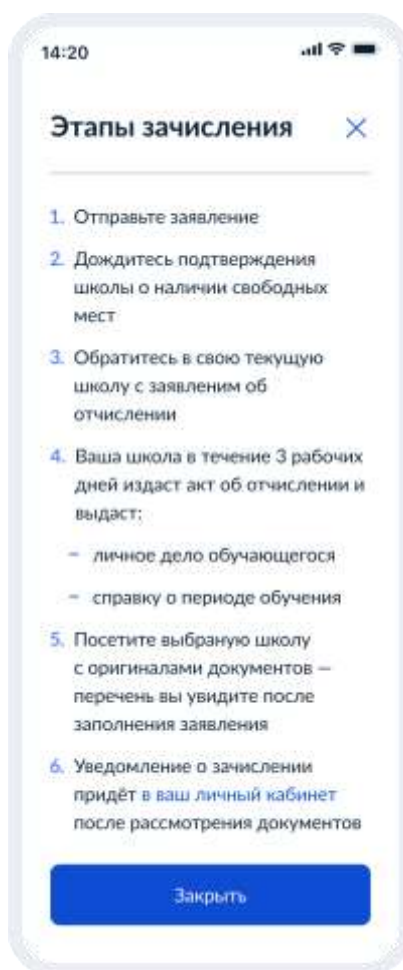 14:20
Этапы зачисления
1. Отправьте заявление
2. Дождитесь подтверждения
школы о наличии свободных
мест
3. Обратитесь в свою текущую
школу с заявленим об
отчислении
4. Ваша школа в течение 3 рабочих
дней издаст акт об отчислении и
выдаст:
– личное дело обучающегося
– справку о периоде обучения
5. Посетите выбраную школу
с оригиналами документов —
перечень вы увидите после
заполнения заявления
6. Уведомление о зачислении
придёт в ваш личный кабинет
после рассмотрения документов
Закрыть